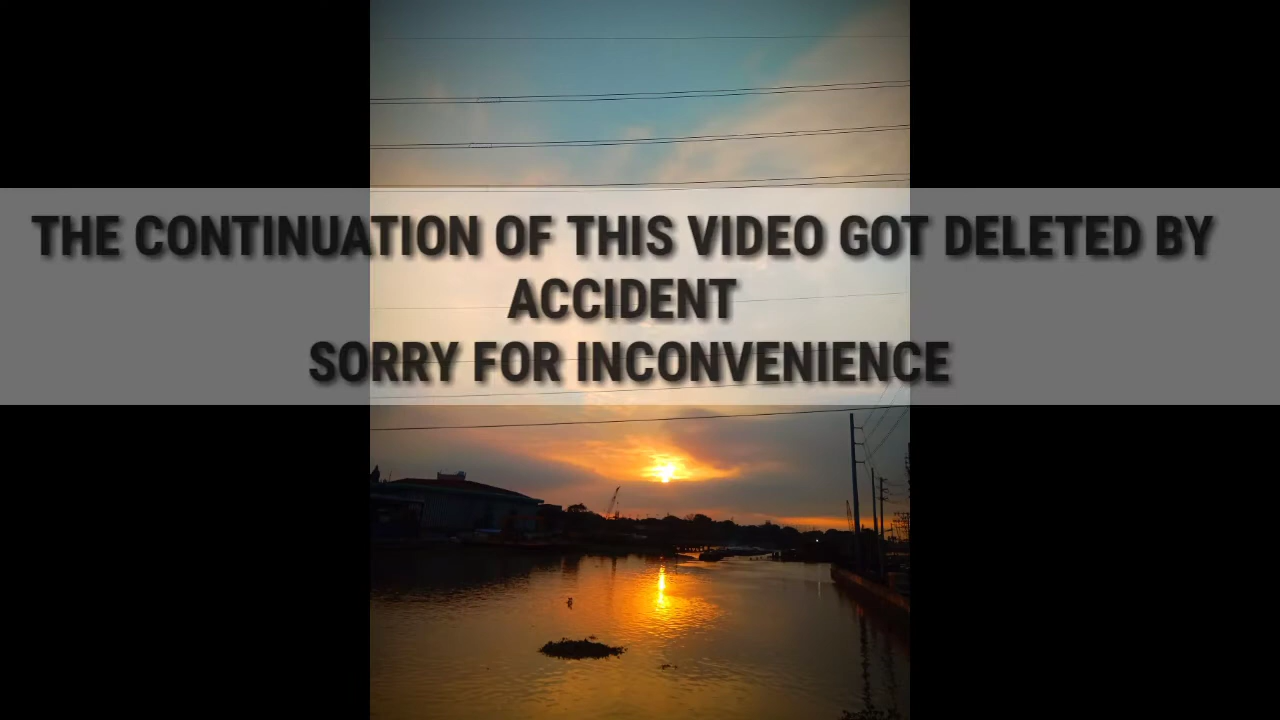 THE CONTINUATION OF THIS VIDEO GOT DELETED BY
ACCIDENT
SORRY FOR INCONVENIENCE